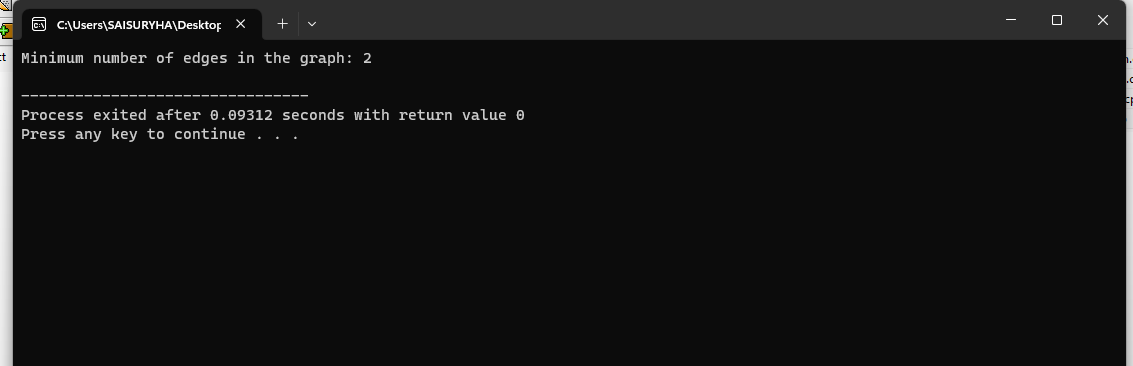 C:\Users\SAISURYHA\Desktop
Minimum number of edges in the graph: 2
--------------------------------
Process exited after 0.09312 seconds with return value 0
Press any key to continue . . .